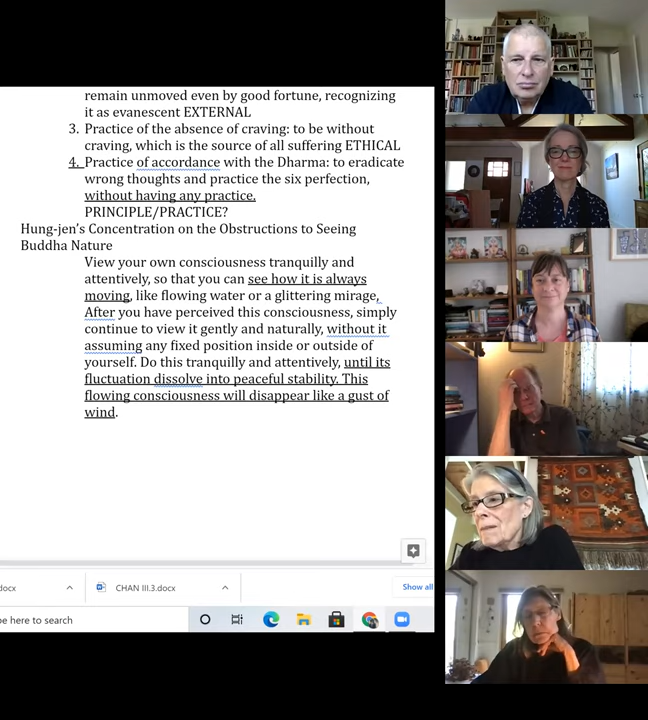 remain unmoved even by good fortune, recognizing
it as evanescent EXTERNAL
3. Practice of the absence of craving: to be without
craving, which is the source of all suffering ETHICAL
4. Practice of accordance with the Dharma: to eradicate
wrong thoughts and practice the six perfection,
without having any practice.
PRINCIPLE/PRACTICE?
Hung-jen's Concentration on the Obstructions to Seeing
Buddha Nature
View your own consciousness tranquilly and
attentively, so that you can see how it is always
moving, like flowing water or a glittering mirage,
After you have perceived this consciousness, simply
continue to view it gently and naturally, without it
assuming any fixed position inside or outside of
yourself. Do this tranquilly and attentively, until its
fluctuation dissolve into peaceful stability. This
flowing consciousness will disappear like a gust of
wind.
docx
CHAN III.3.docx
Show all
pe here to search